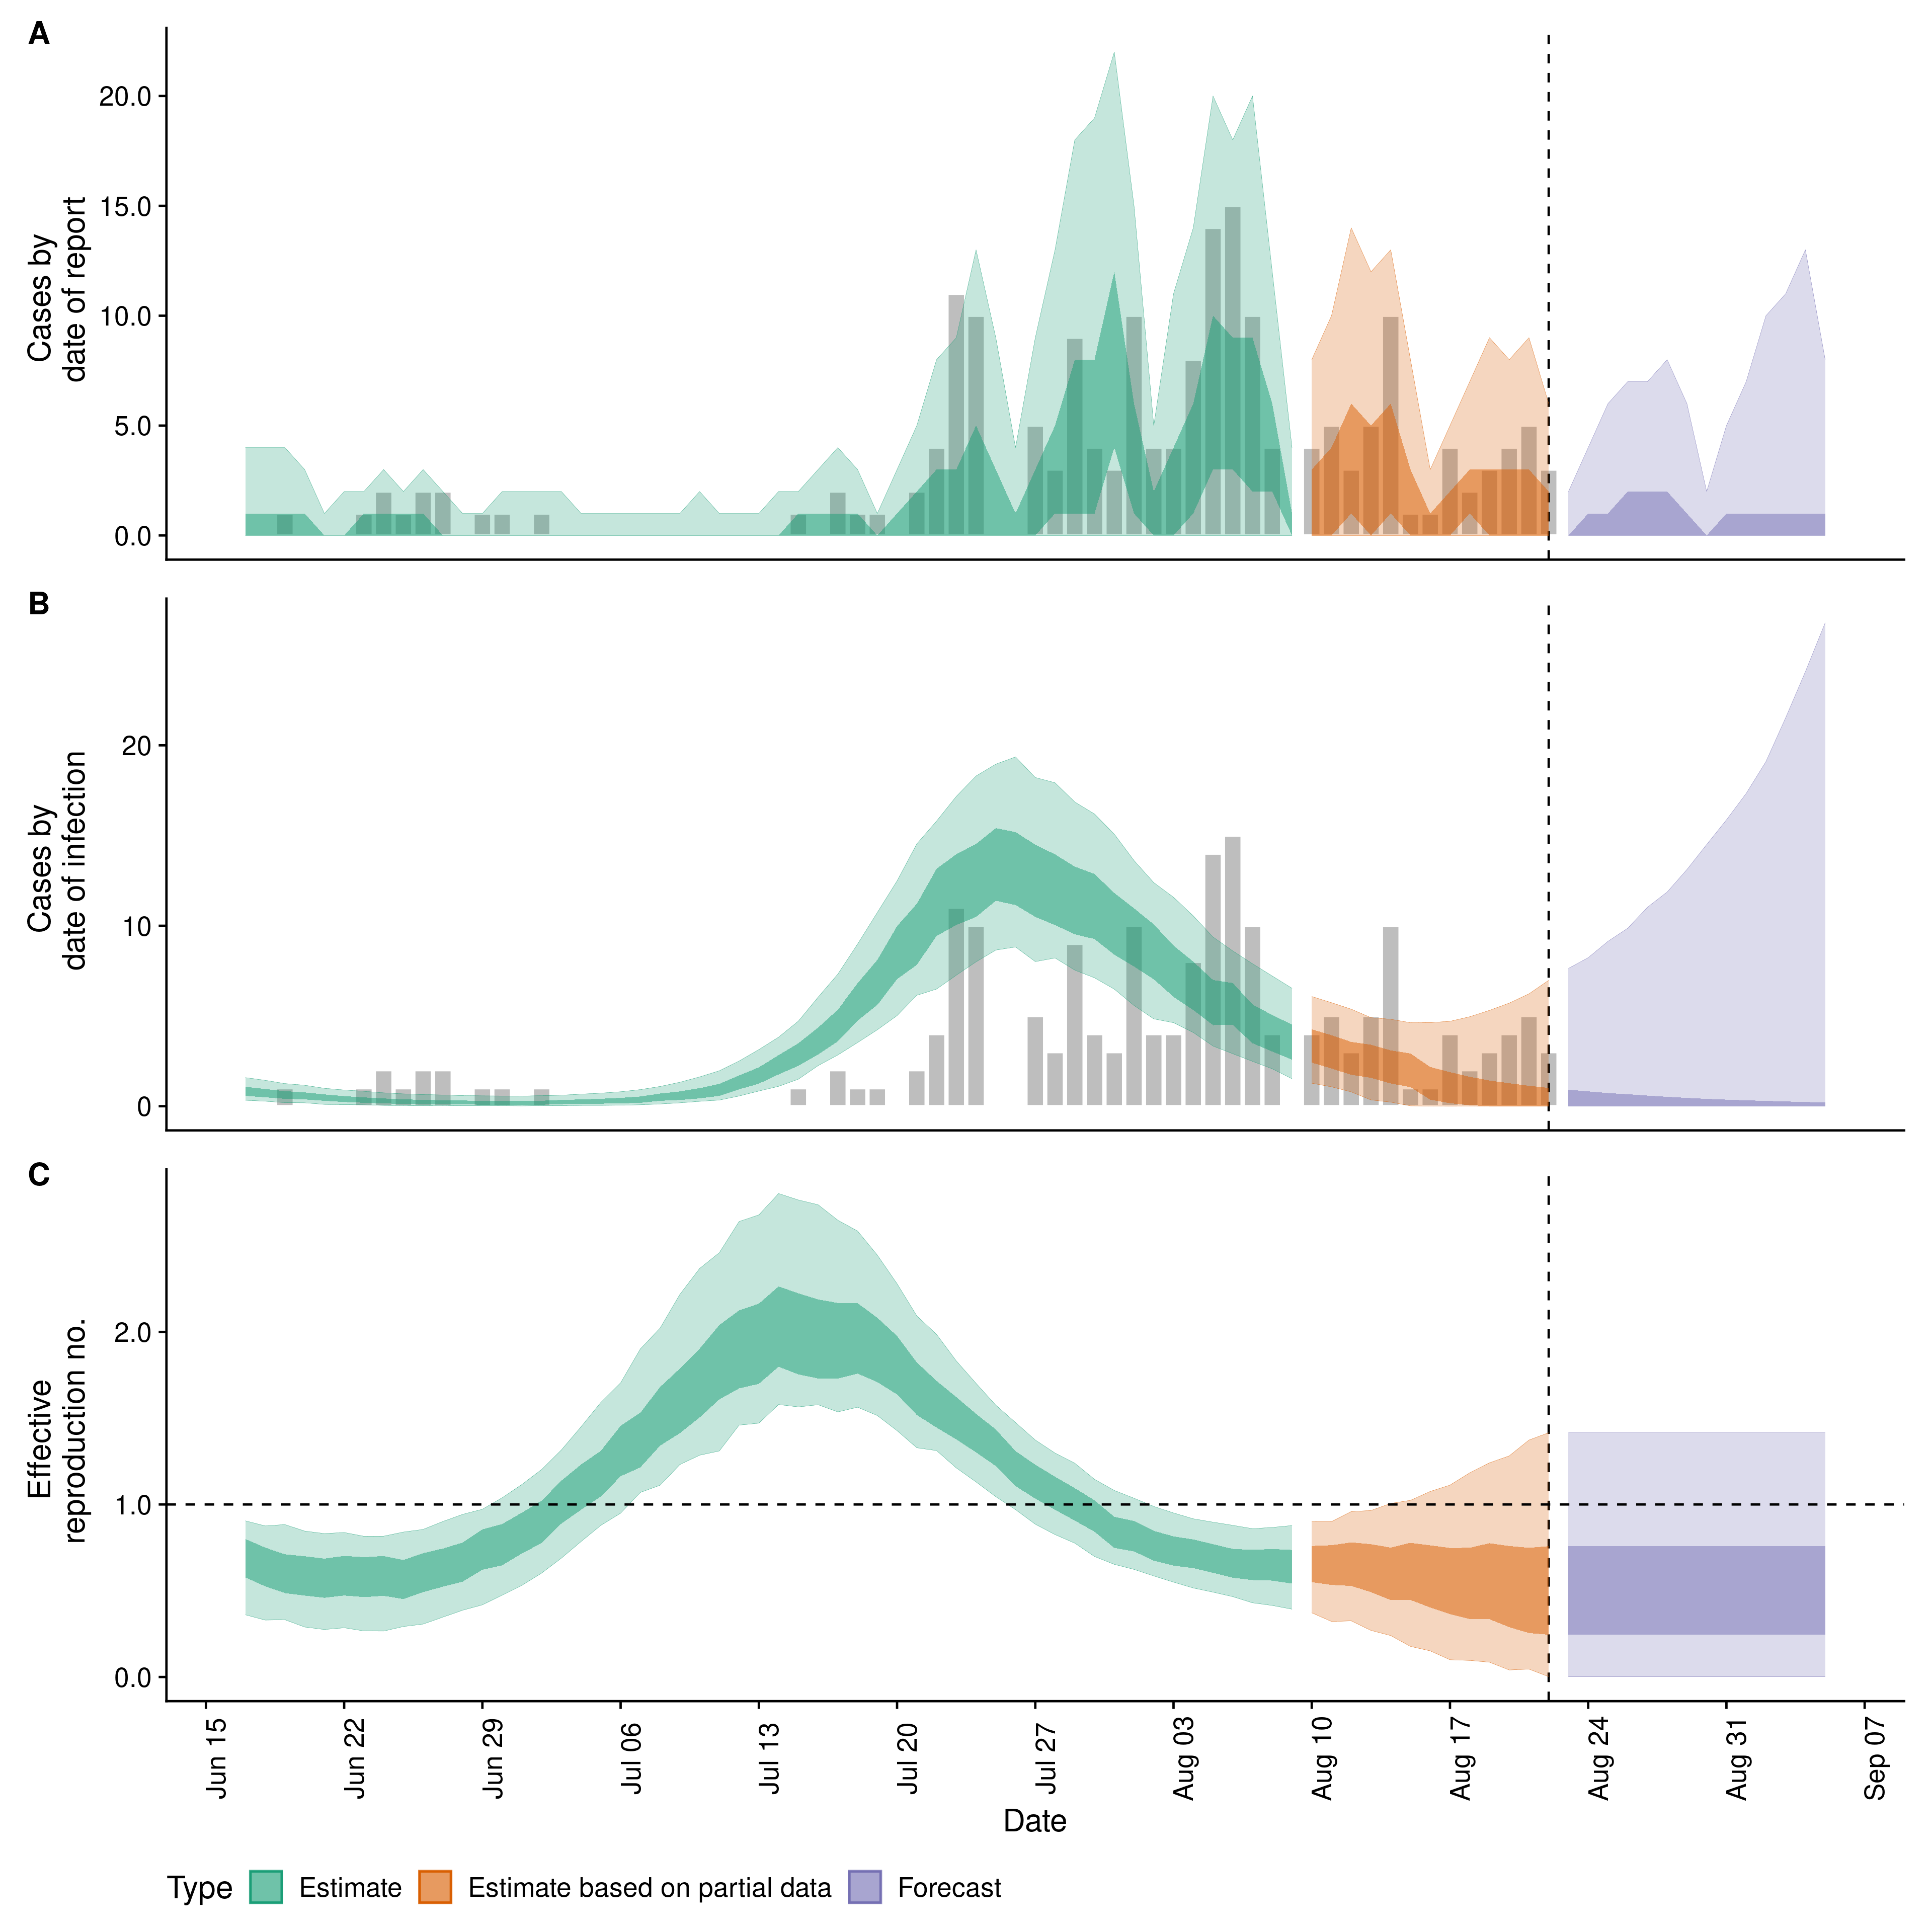 A
Cases by
date of report
20.0
15.0
10.0
5.0
0.0
B
Cases by
date of infection
20
10
0
C
Effective
reproduction no.
2.0
1.0
0.0
Jun 15
Jun 22
Jun 29
Jul 06
Jul 13
Jul 20
Jul 27
Aug 03
Aug 10
Aug 17
Aug 24
Aug 31
Sep 07
Date
Type Estimate Estimate based on partial data Forecast